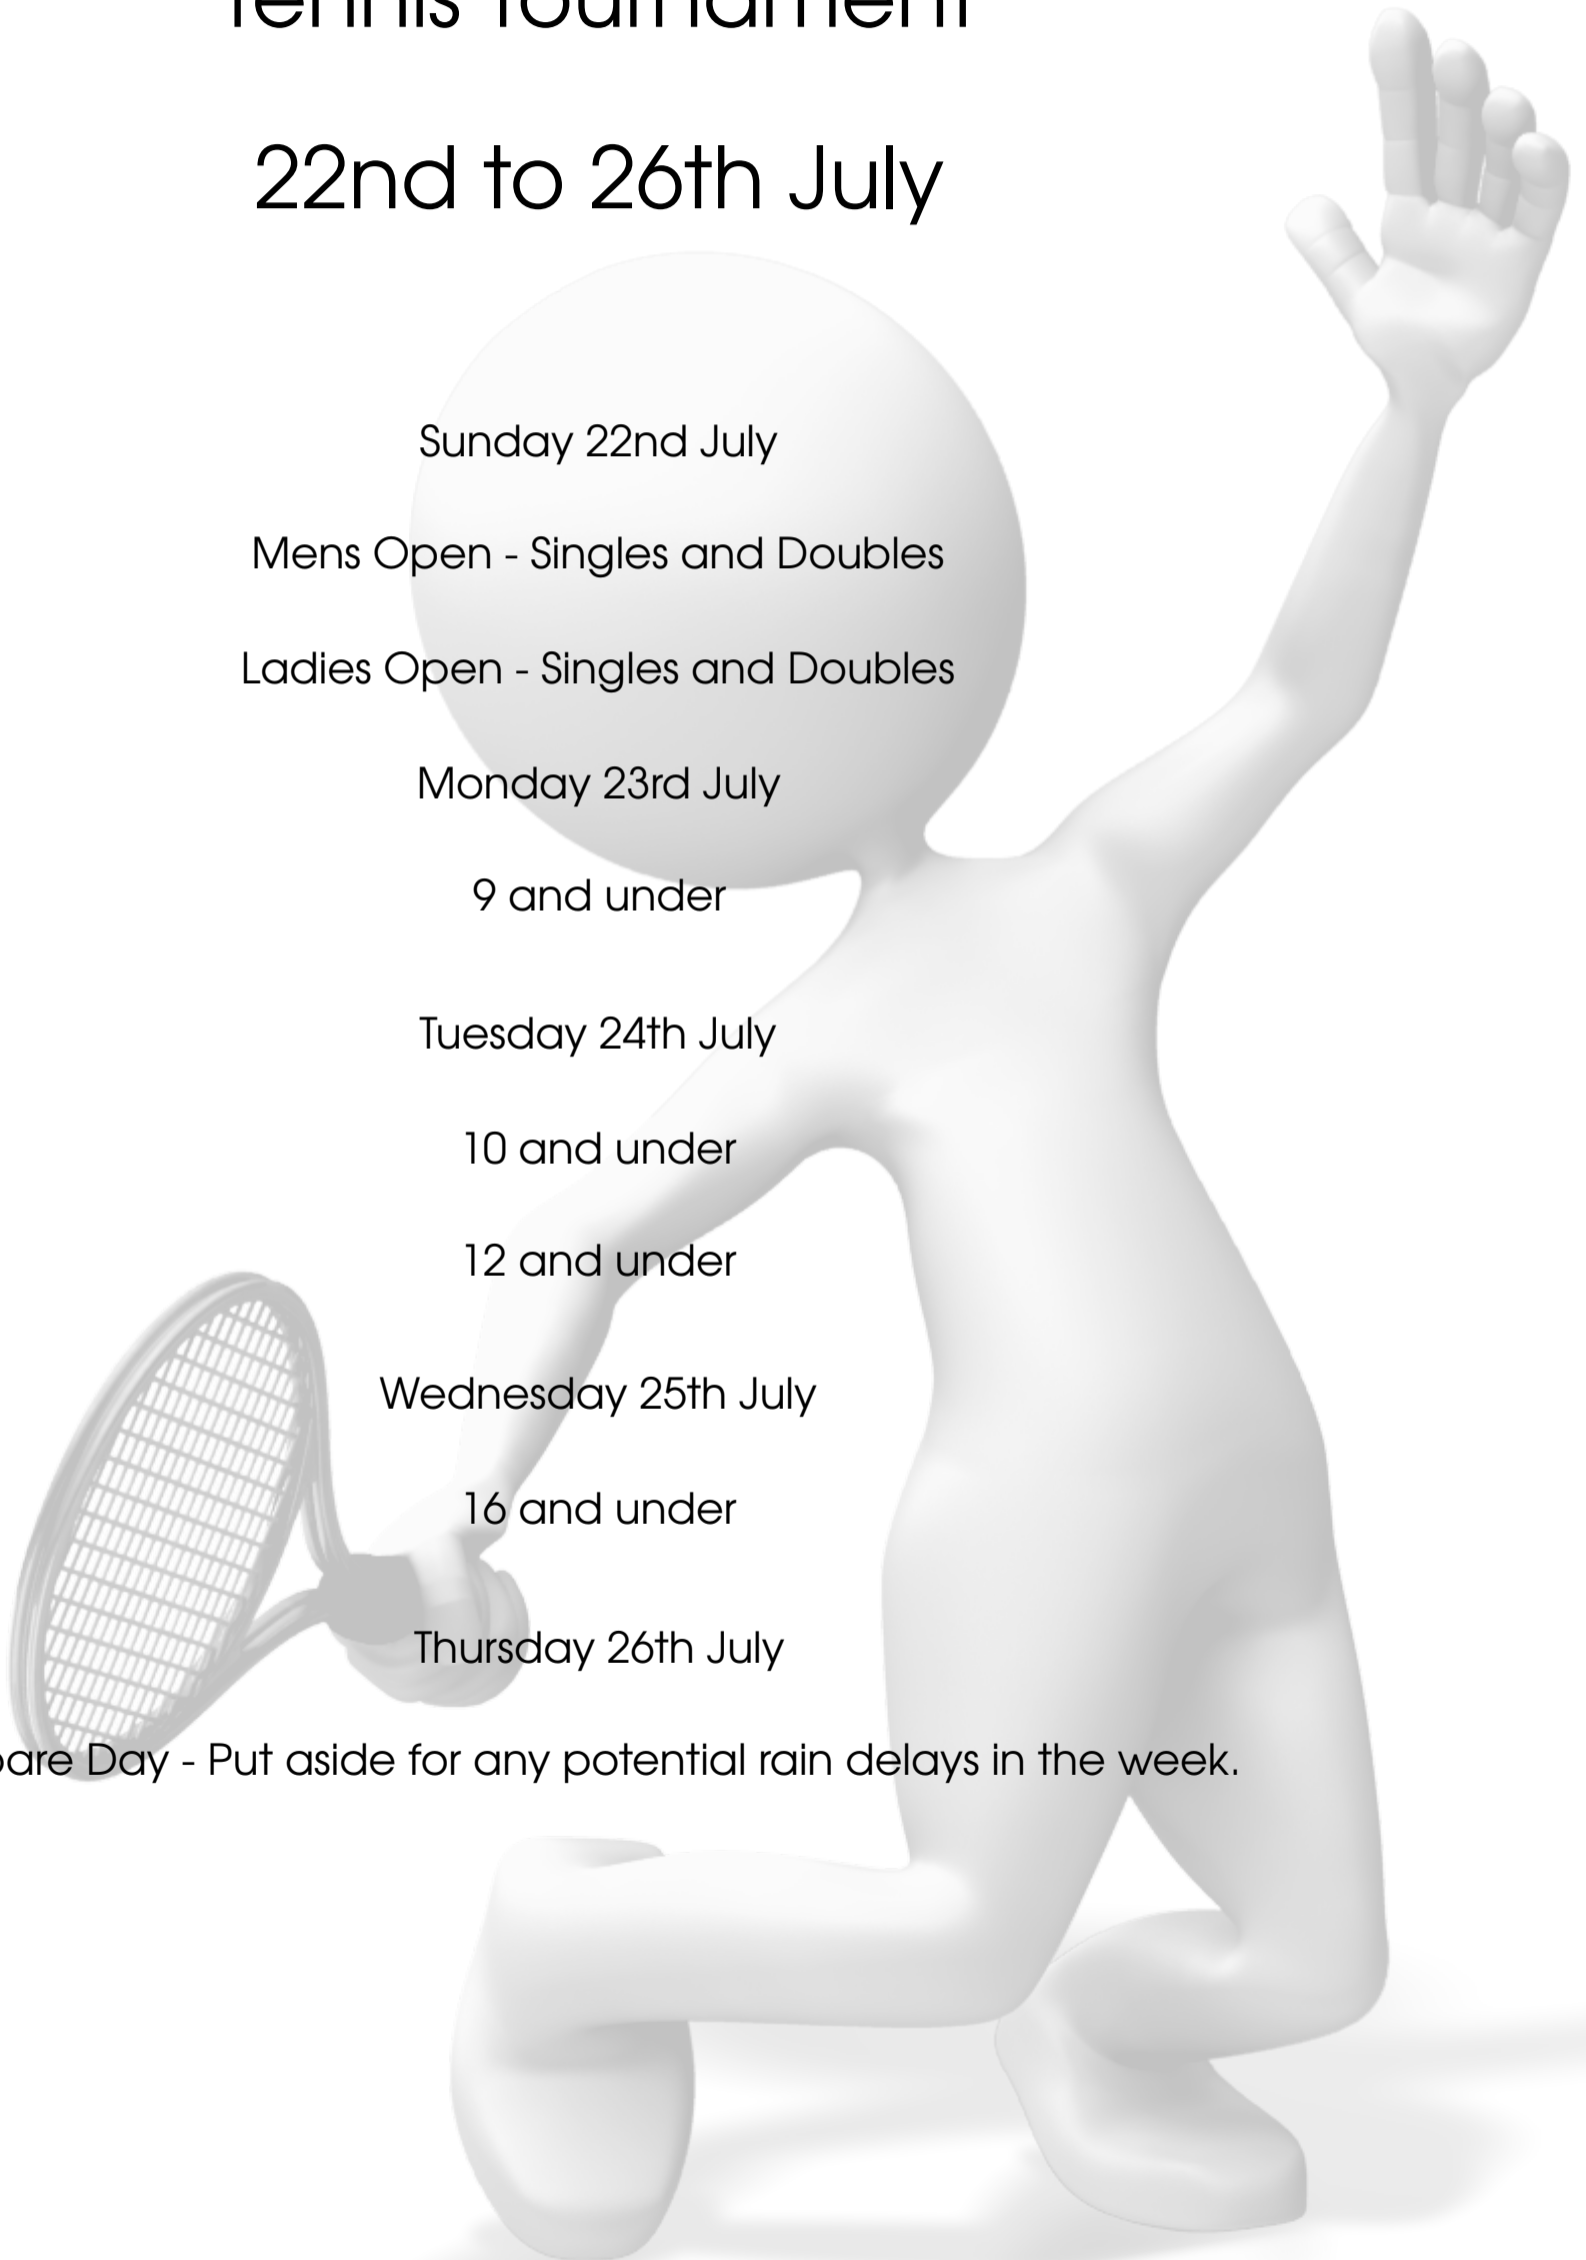 Tennis Tournament
22nd to 26th July
Sunday 22nd July
Mens Open - Singles and Doubles
Ladies Open - Singles and Doubles
Monday 23rd July
9 and under
Tuesday 24th July
10 and under
12 and under
Wednesday 25th July
16 and under
Thursday 26th July
Day - Put aside for any potential rain delays in the week.